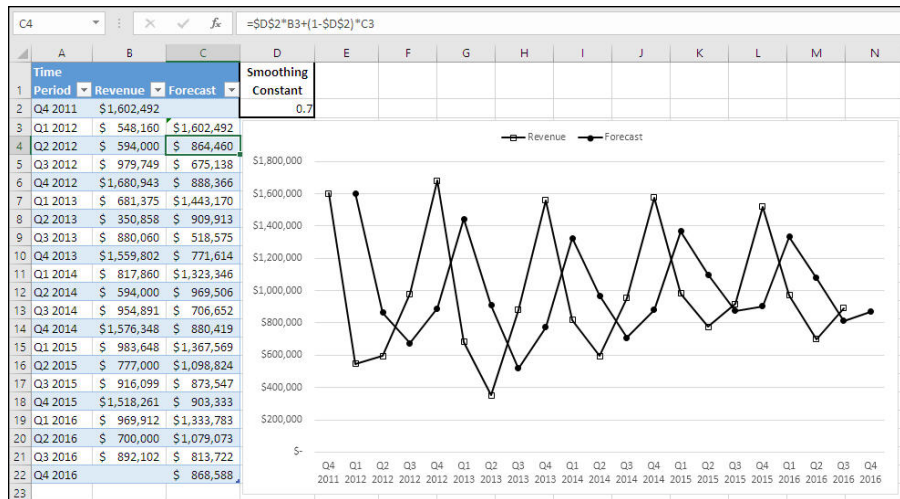 C4 fx =$D$2*B3+(1-$D$2)*C3
A B C D E F G H I J K L M N
Time Smoothing
1 Period Revenue Forecast Constant
2 Q4 2011 $1,602,492 0.7
3 Q1 2012 $ 548,160 $1,602,492
4 Q2 2012 $ 594,000 $ 864,460
5 Q3 2012 $ 979,749 $ 675,138
6 Q4 2012 $1,680,943 $ 888,366
7 Q1 2013 $ 681,375 $1,443,170
8 Q2 2013 $ 350,858 $ 909,913
9 Q3 2013 $ 880,060 $ 518,575
10 Q4 2013 $1,559,802 $ 771,614
11 Q1 2014 $ 817,860 $1,323,346
12 Q2 2014 $ 594,000 $ 969,506
13 Q3 2014 $ 954,891 $ 706,652
14 Q4 2014 $1,576,348 $ 880,419
15 Q1 2015 $ 983,648 $1,367,569
16 Q2 2015 $ 777,000 $1,098,824
17 Q3 2015 $ 916,099 $ 873,547
18 Q4 2015 $1,518,261 $ 903,333
19 Q1 2016 $ 969,912 $1,333,783
20 Q2 2016 $ 700,000 $1,079,073
21 Q3 2016 $ 892,102 $ 813,722
22 Q4 2016 $ 868,588
23
Revenue Forecast
$1,800,000
$1,600,000
$1,400,000
$1,200,000
$1,000,000
$800,000
$600,000
$400,000
$200,000
$-
Q4 Q1 Q2 Q3 Q4 Q1 Q2 Q3 Q4 Q1 Q2 Q3 Q4 Q1 Q2 Q3 Q4 Q1 Q2 Q3 Q4
2011 2012 2012 2012 2012 2013 2013 2013 2013 2014 2014 2014 2014 2015 2015 2015 2015 2016 2016 2016 2016